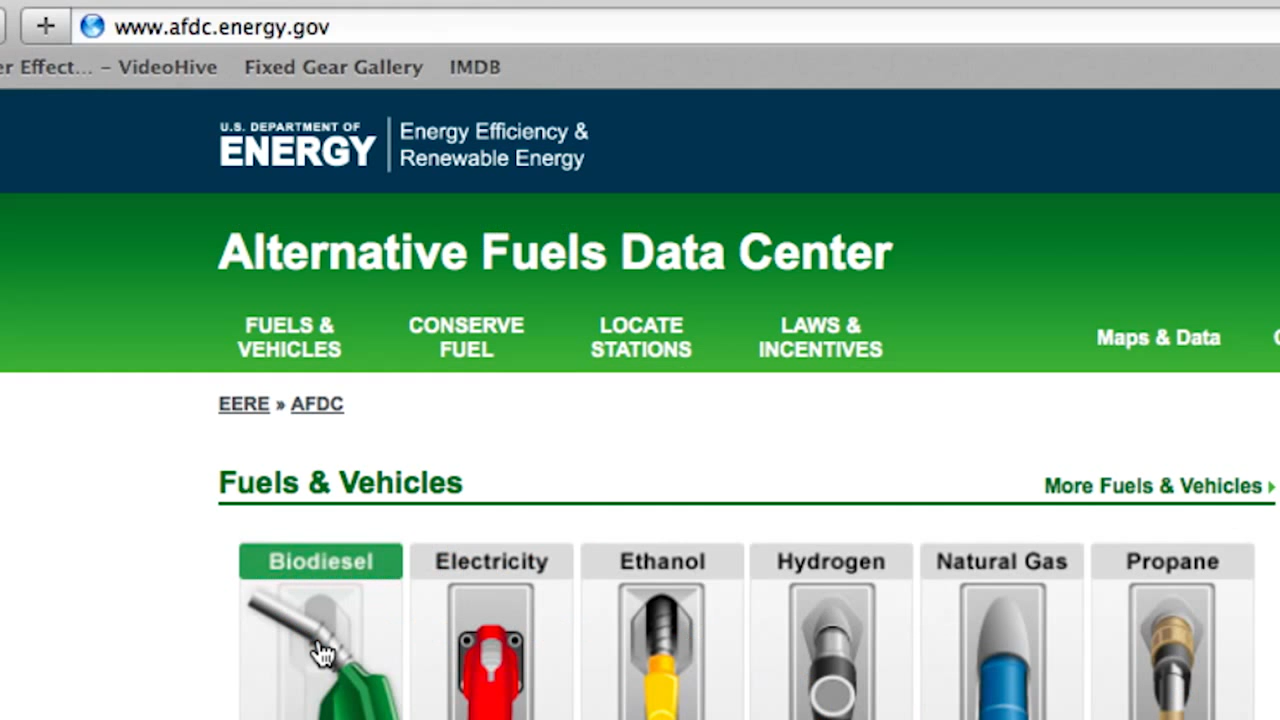 www.afdc.energy.gov
er Effect... – VideoHive Fixed Gear Gallery IMDB
U.S. DEPARTMENT OF
ENERGY
Energy Efficiency &
Renewable Energy
Alternative Fuels Data Center
FUELS &
VEHICLES
CONSERVE
FUEL
LOCATE
STATIONS
LAWS &
INCENTIVES
Maps & Data
EERE » AFDC
Fuels & Vehicles
More Fuels & Vehicles
Biodiesel Electricity Ethanol Hydrogen Natural Gas Propane